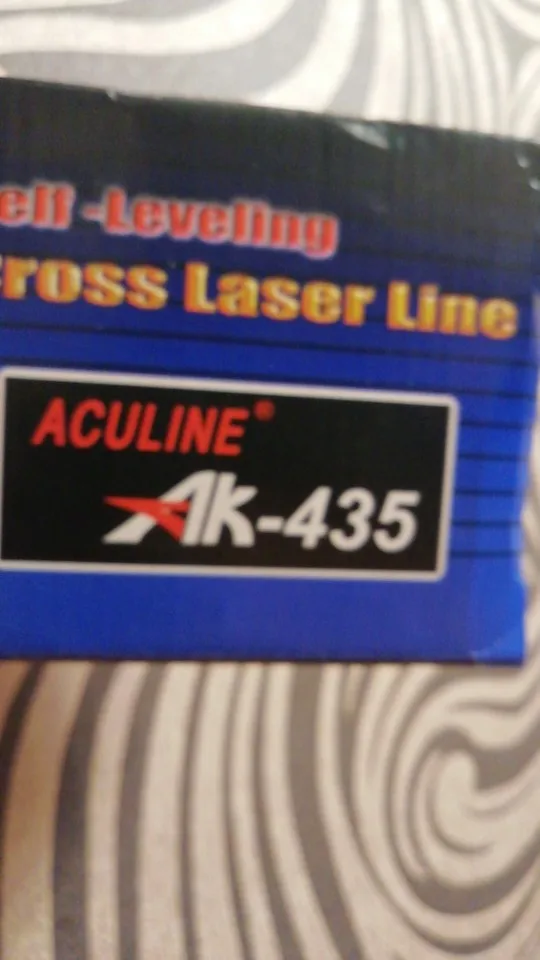 elf-Leveling
ross Laser Line
ACULINE®
AK-435